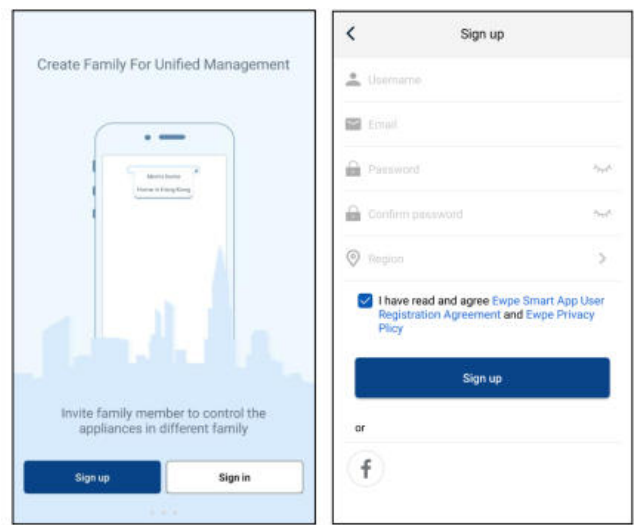 Create Family For Unified Management
Mom's home
Home in Hong Kong
Invite family member to control the
appliances in different family
Sign up
Sign in
Sign up
Username
Email
Password
Confirm password
Region
I have read and agree Ewpe Smart App User
Registration Agreement and Ewpe Privacy
Plicy
Sign up
or
f